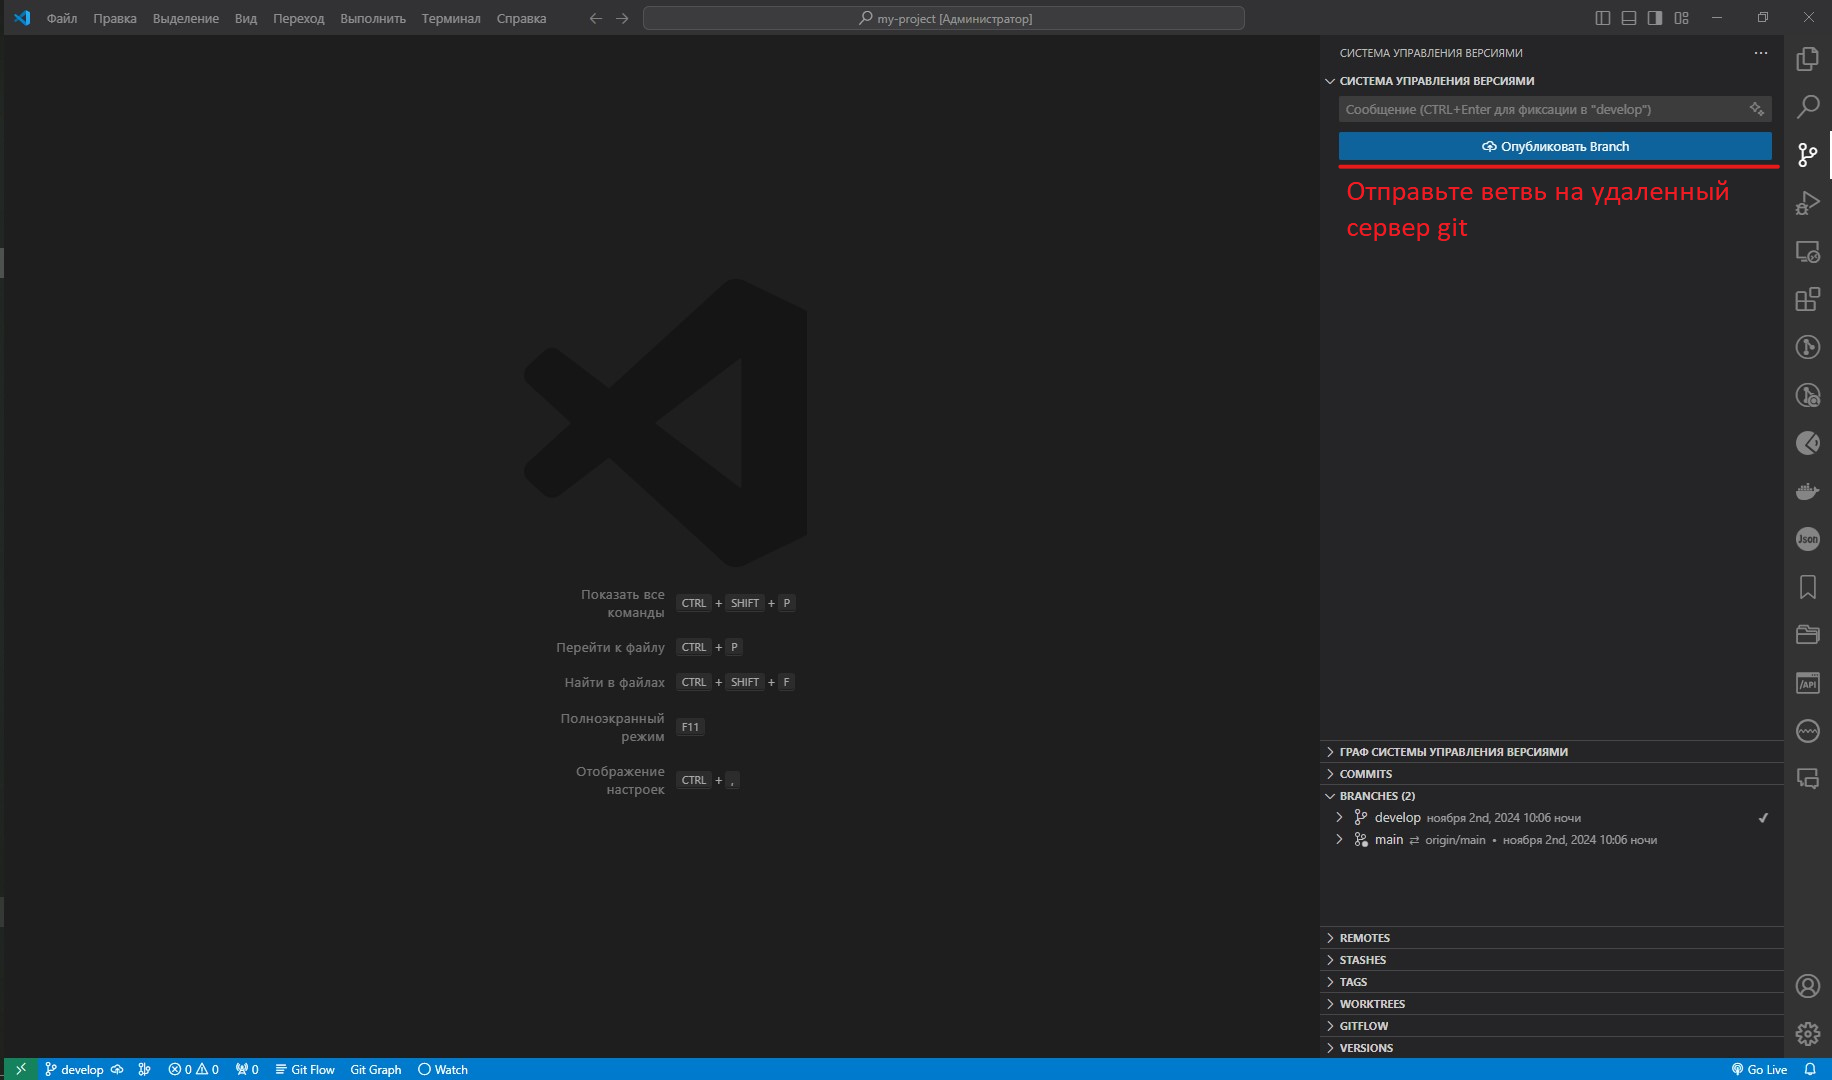 Файл Правка Выделение Вид Переход Выполнить Терминал Справка
my-project [Администратор]
СИСТЕМА УПРАВЛЕНИЯ ВЕРСИЯМИ
СИСТЕМА УПРАВЛЕНИЯ ВЕРСИЯМИ
Сообщение (CTRL+Enter для фиксации в "develop")
Опубликовать Branch
Отправьте ветвь на удаленный
сервер git
Показать все
команды
CTRL + SHIFT + P
Перейти к файлу CTRL + P
Найти в файлах CTRL + SHIFT + F
Полноэкранный
режим
F11
Отображение
настроек
CTRL + ,
ГРАФ СИСТЕМЫ УПРАВЛЕНИЯ ВЕРСИЯМИ
COMMITS
BRANCHES (2)
develop ноября 2nd, 2024 10:06 ночи
main ⇄ origin/main • ноября 2nd, 2024 10:06 ночи
REMOTES
STASHES
TAGS
WORKTREES
GITFLOW
VERSIONS
Json
/API
develop 0 0 0 Git Flow Git Graph Watch
Go Live